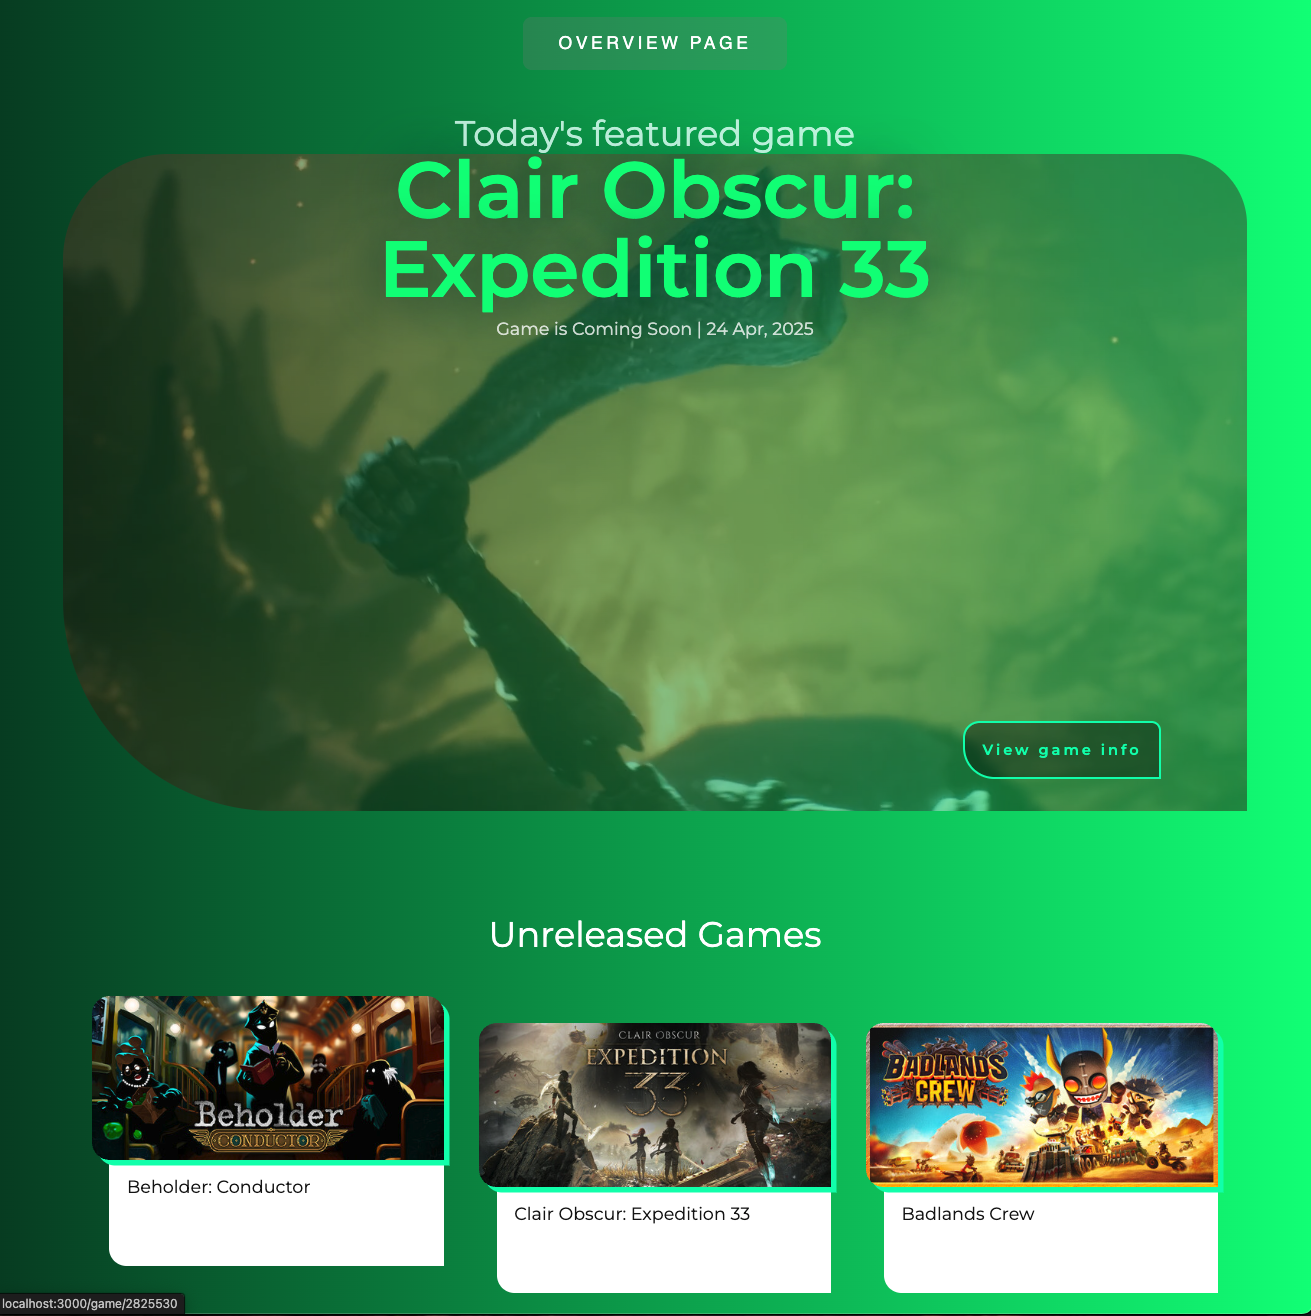 OVERVIEW PAGE
Today's featured game
Clair Obscur:
Expedition 33
Game is Coming Soon | 24 Apr, 2025
View game info
Unreleased Games
Beholder
CONDUCTOR
Beholder: Conductor
CLAIR OBSCUR
EXPEDITION
33
Clair Obscur: Expedition 33
BADLANDS
CREW
Badlands Crew
localhost:3000/game/2825530